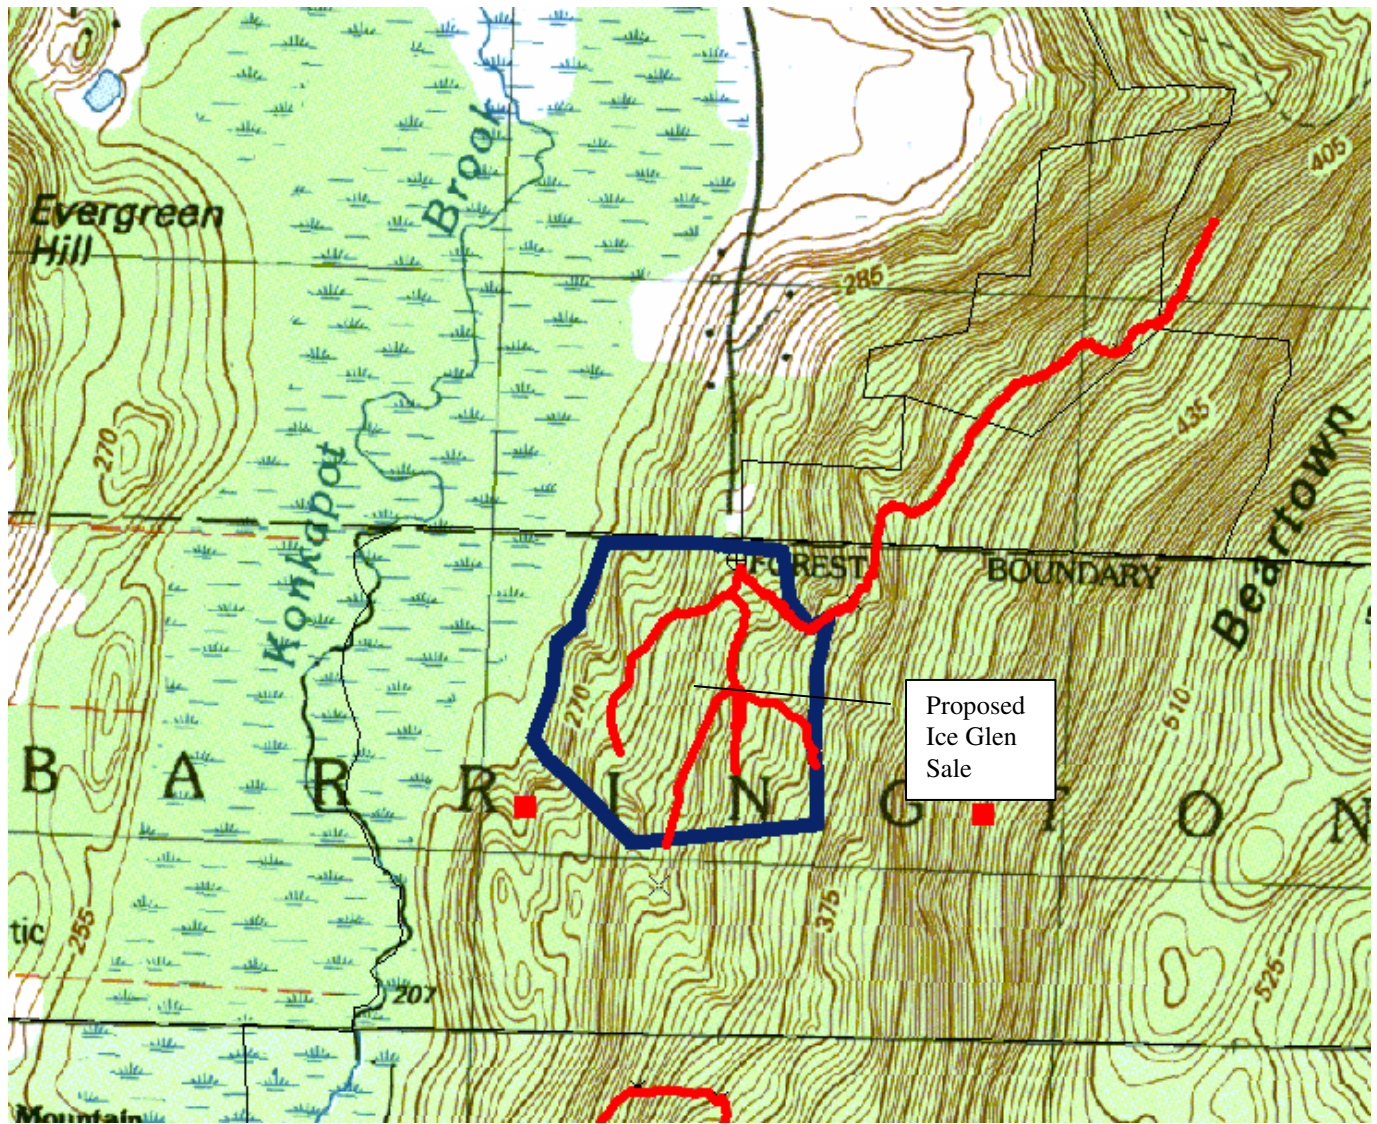 405
Brook
Evergreen
Hill
285
435
270
Beartown
Konkapot
FOREST BOUNDARY
270
510
Proposed
Ice Glen
Sale
BARRINGTON
375
255
tic
525
207
Mountain